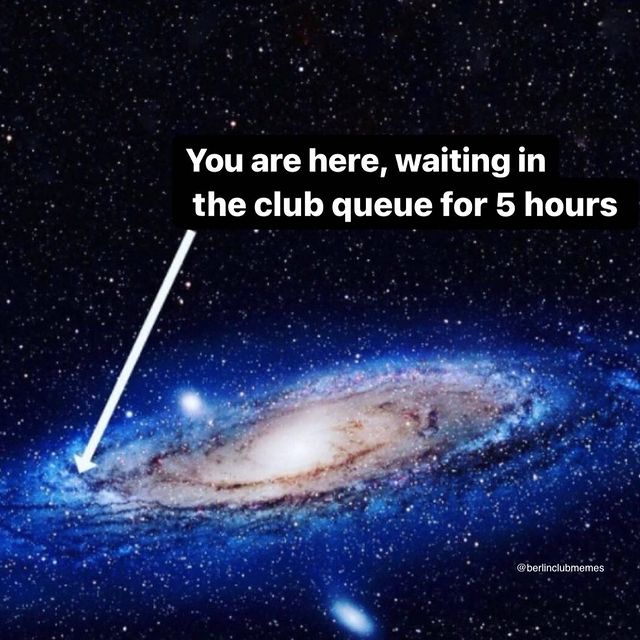 You are here, waiting in
the club queue for 5 hours
@berlinclubmemes